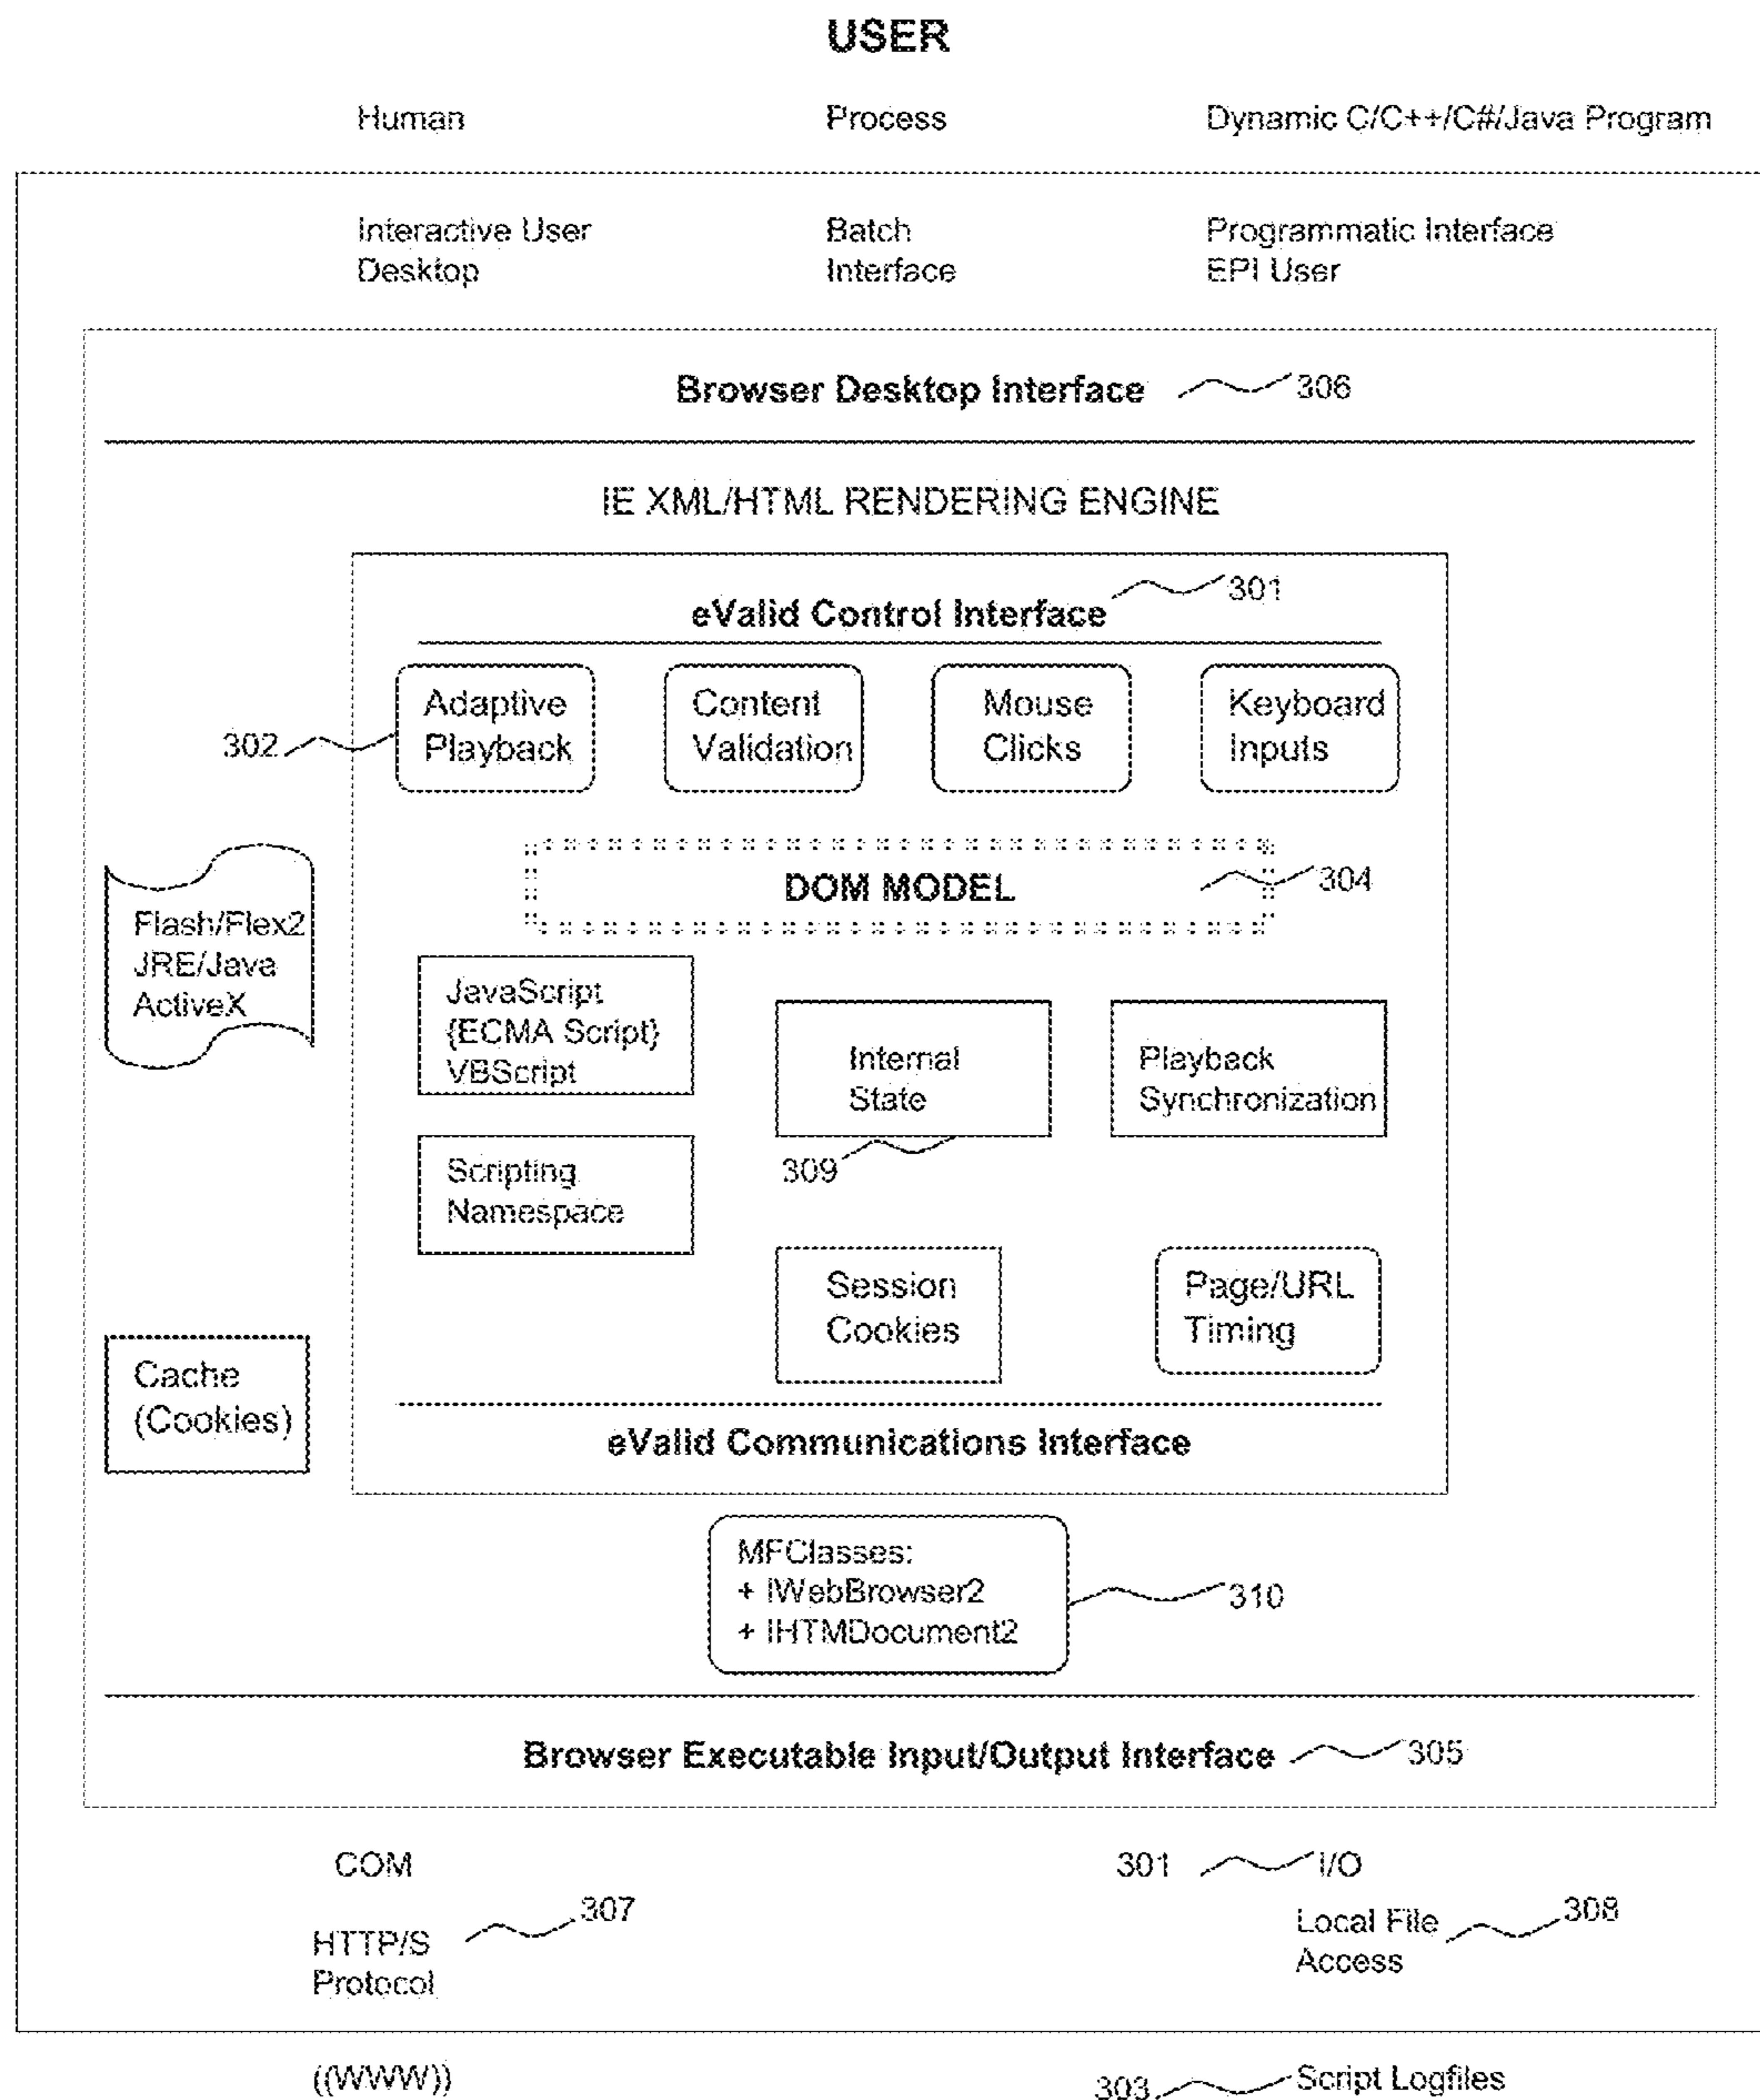 USER
Human
Process
Dynamic C/C++/C#/Java Program
Interactive User
Desktop
Batch
Interface
Programmatic Interface
EPI User
Browser Desktop Interface
306
IE XML/HTML RENDERING ENGINE
eValid Control Interface
301
302
Adaptive
Playback
Content
Validation
Mouse
Clicks
Keyboard
Inputs
DOM MODEL
304
Flash/Flex2
JRE/Java
ActiveX
JavaScript
{ECMA Script}
VBScript
Internal
State
309
Playback
Synchronization
Scripting
Namespace
Session
Cookies
Page/URL
Timing
Cache
(Cookies)
eValid Communications Interface
MFClasses:
+ IWebBrowser2
+ IHTMDocument2
310
Browser Executable Input/Output Interface
305
COM
301
I/O
307
HTTP/S
Protocol
Local File
Access
308
((WWW))
303
Script Logfiles